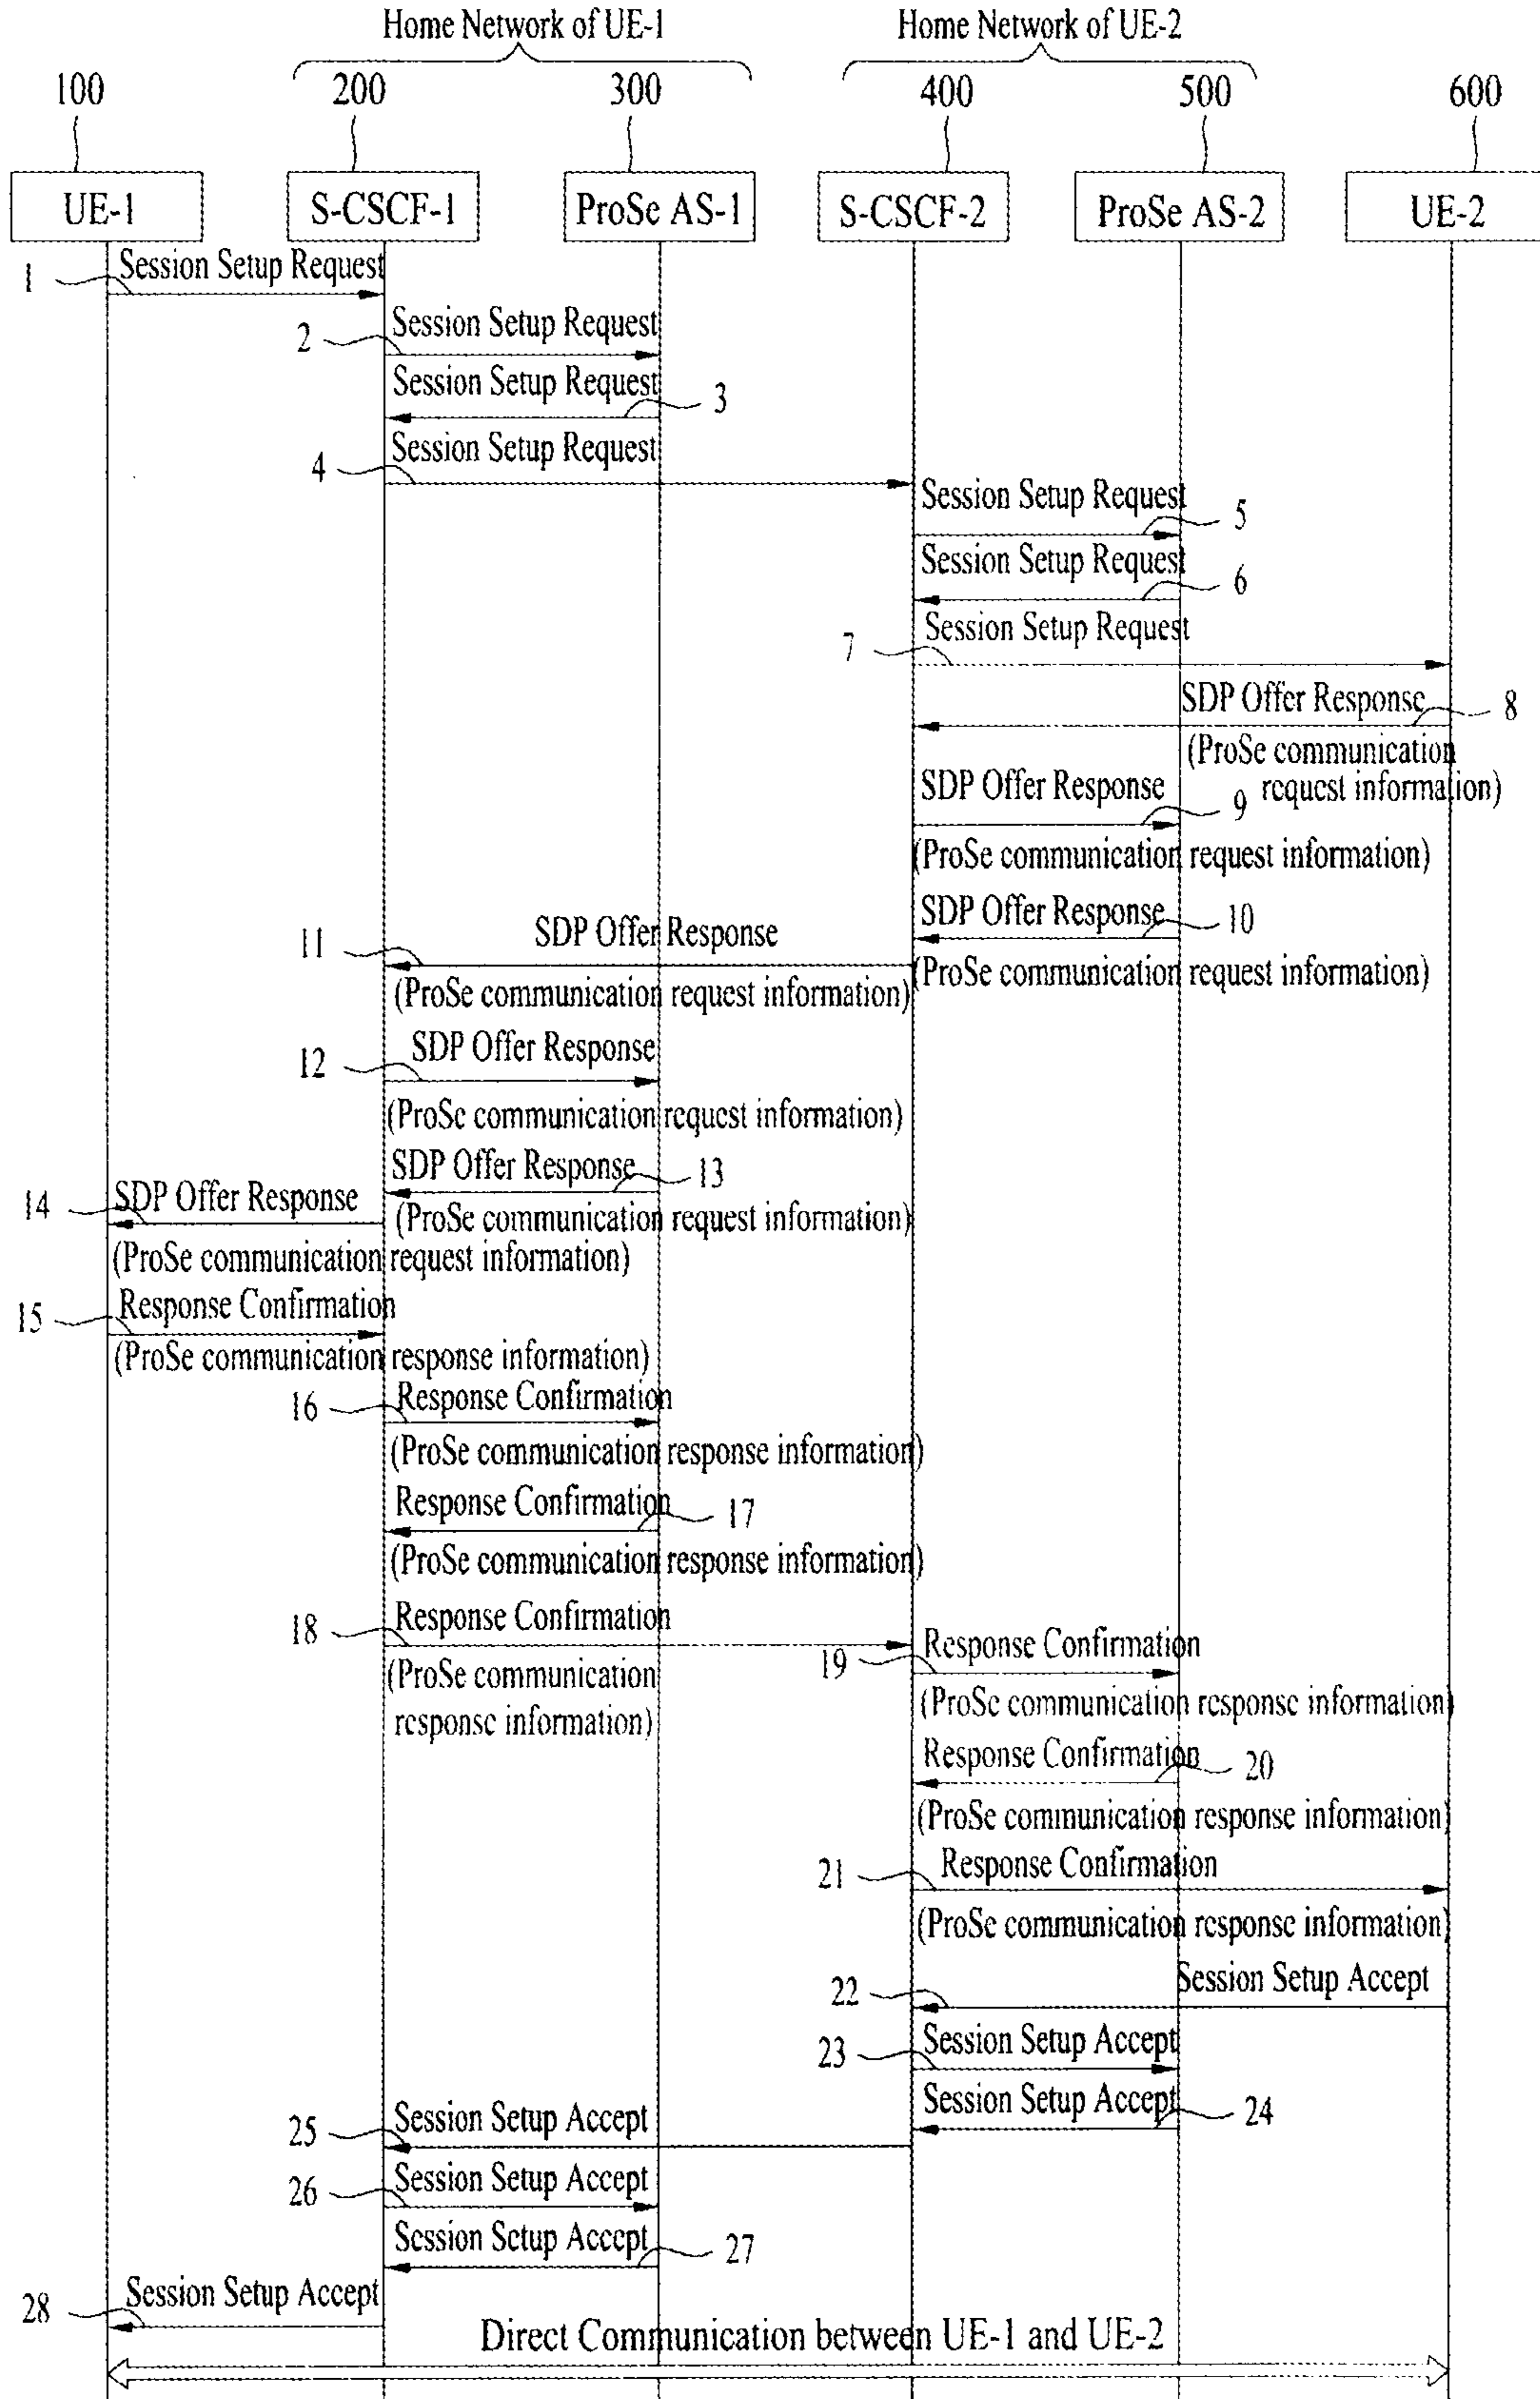 Home Network of UE-1
Home Network of UE-2
100
200
300
400
500
600
UE-1
S-CSCF-1
ProSe AS-1
S-CSCF-2
ProSe AS-2
UE-2
1
Session Setup Request
2
Session Setup Request
Session Setup Request
3
4
Session Setup Request
Session Setup Request
5
Session Setup Request
6
7
Session Setup Request
SDP Offer Response
8
(ProSe communication
request information)
SDP Offer Response
9
(ProSe communication request information)
SDP Offer Response
10
(ProSe communication request information)
11
SDP Offer Response
(ProSe communication request information)
12
SDP Offer Response
(ProSe communication request information)
SDP Offer Response
13
(ProSe communication request information)
14
SDP Offer Response
(ProSe communication request information)
15
Response Confirmation
(ProSe communication response information)
16
Response Confirmation
(ProSe communication response information)
Response Confirmation
17
(ProSe communication response information)
18
Response Confirmation
(ProSe communication
response information)
19
Response Confirmation
(ProSe communication response information)
Response Confirmation
20
(ProSe communication response information)
21
Response Confirmation
(ProSe communication response information)
22
Session Setup Accept
23
Session Setup Accept
Session Setup Accept
24
25
Session Setup Accept
26
Session Setup Accept
Session Setup Accept
27
28
Session Setup Accept
Direct Communication between UE-1 and UE-2